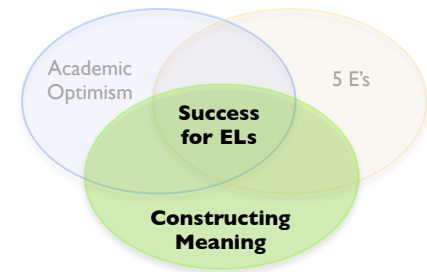 Academic
Optimism
5 E's
Success
for ELs
Constructing
Meaning